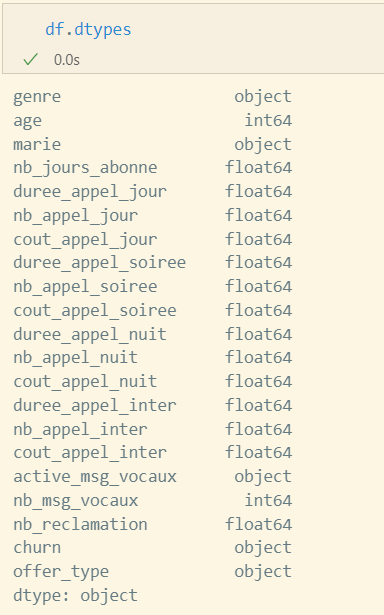 df.dtypes
0.0s
genre object
age int64
marie object
nb_jours_abonne float64
duree_appel_jour float64
nb_appel_jour float64
cout_appel_jour float64
duree_appel_soiree float64
nb_appel_soiree float64
cout_appel_soiree float64
duree_appel_nuit float64
nb_appel_nuit float64
cout_appel_nuit float64
duree_appel_inter float64
nb_appel_inter float64
cout_appel_inter float64
active_msg_vocaux object
nb_msg_vocaux int64
nb_reclamation float64
churn object
offer_type object
dtype: object